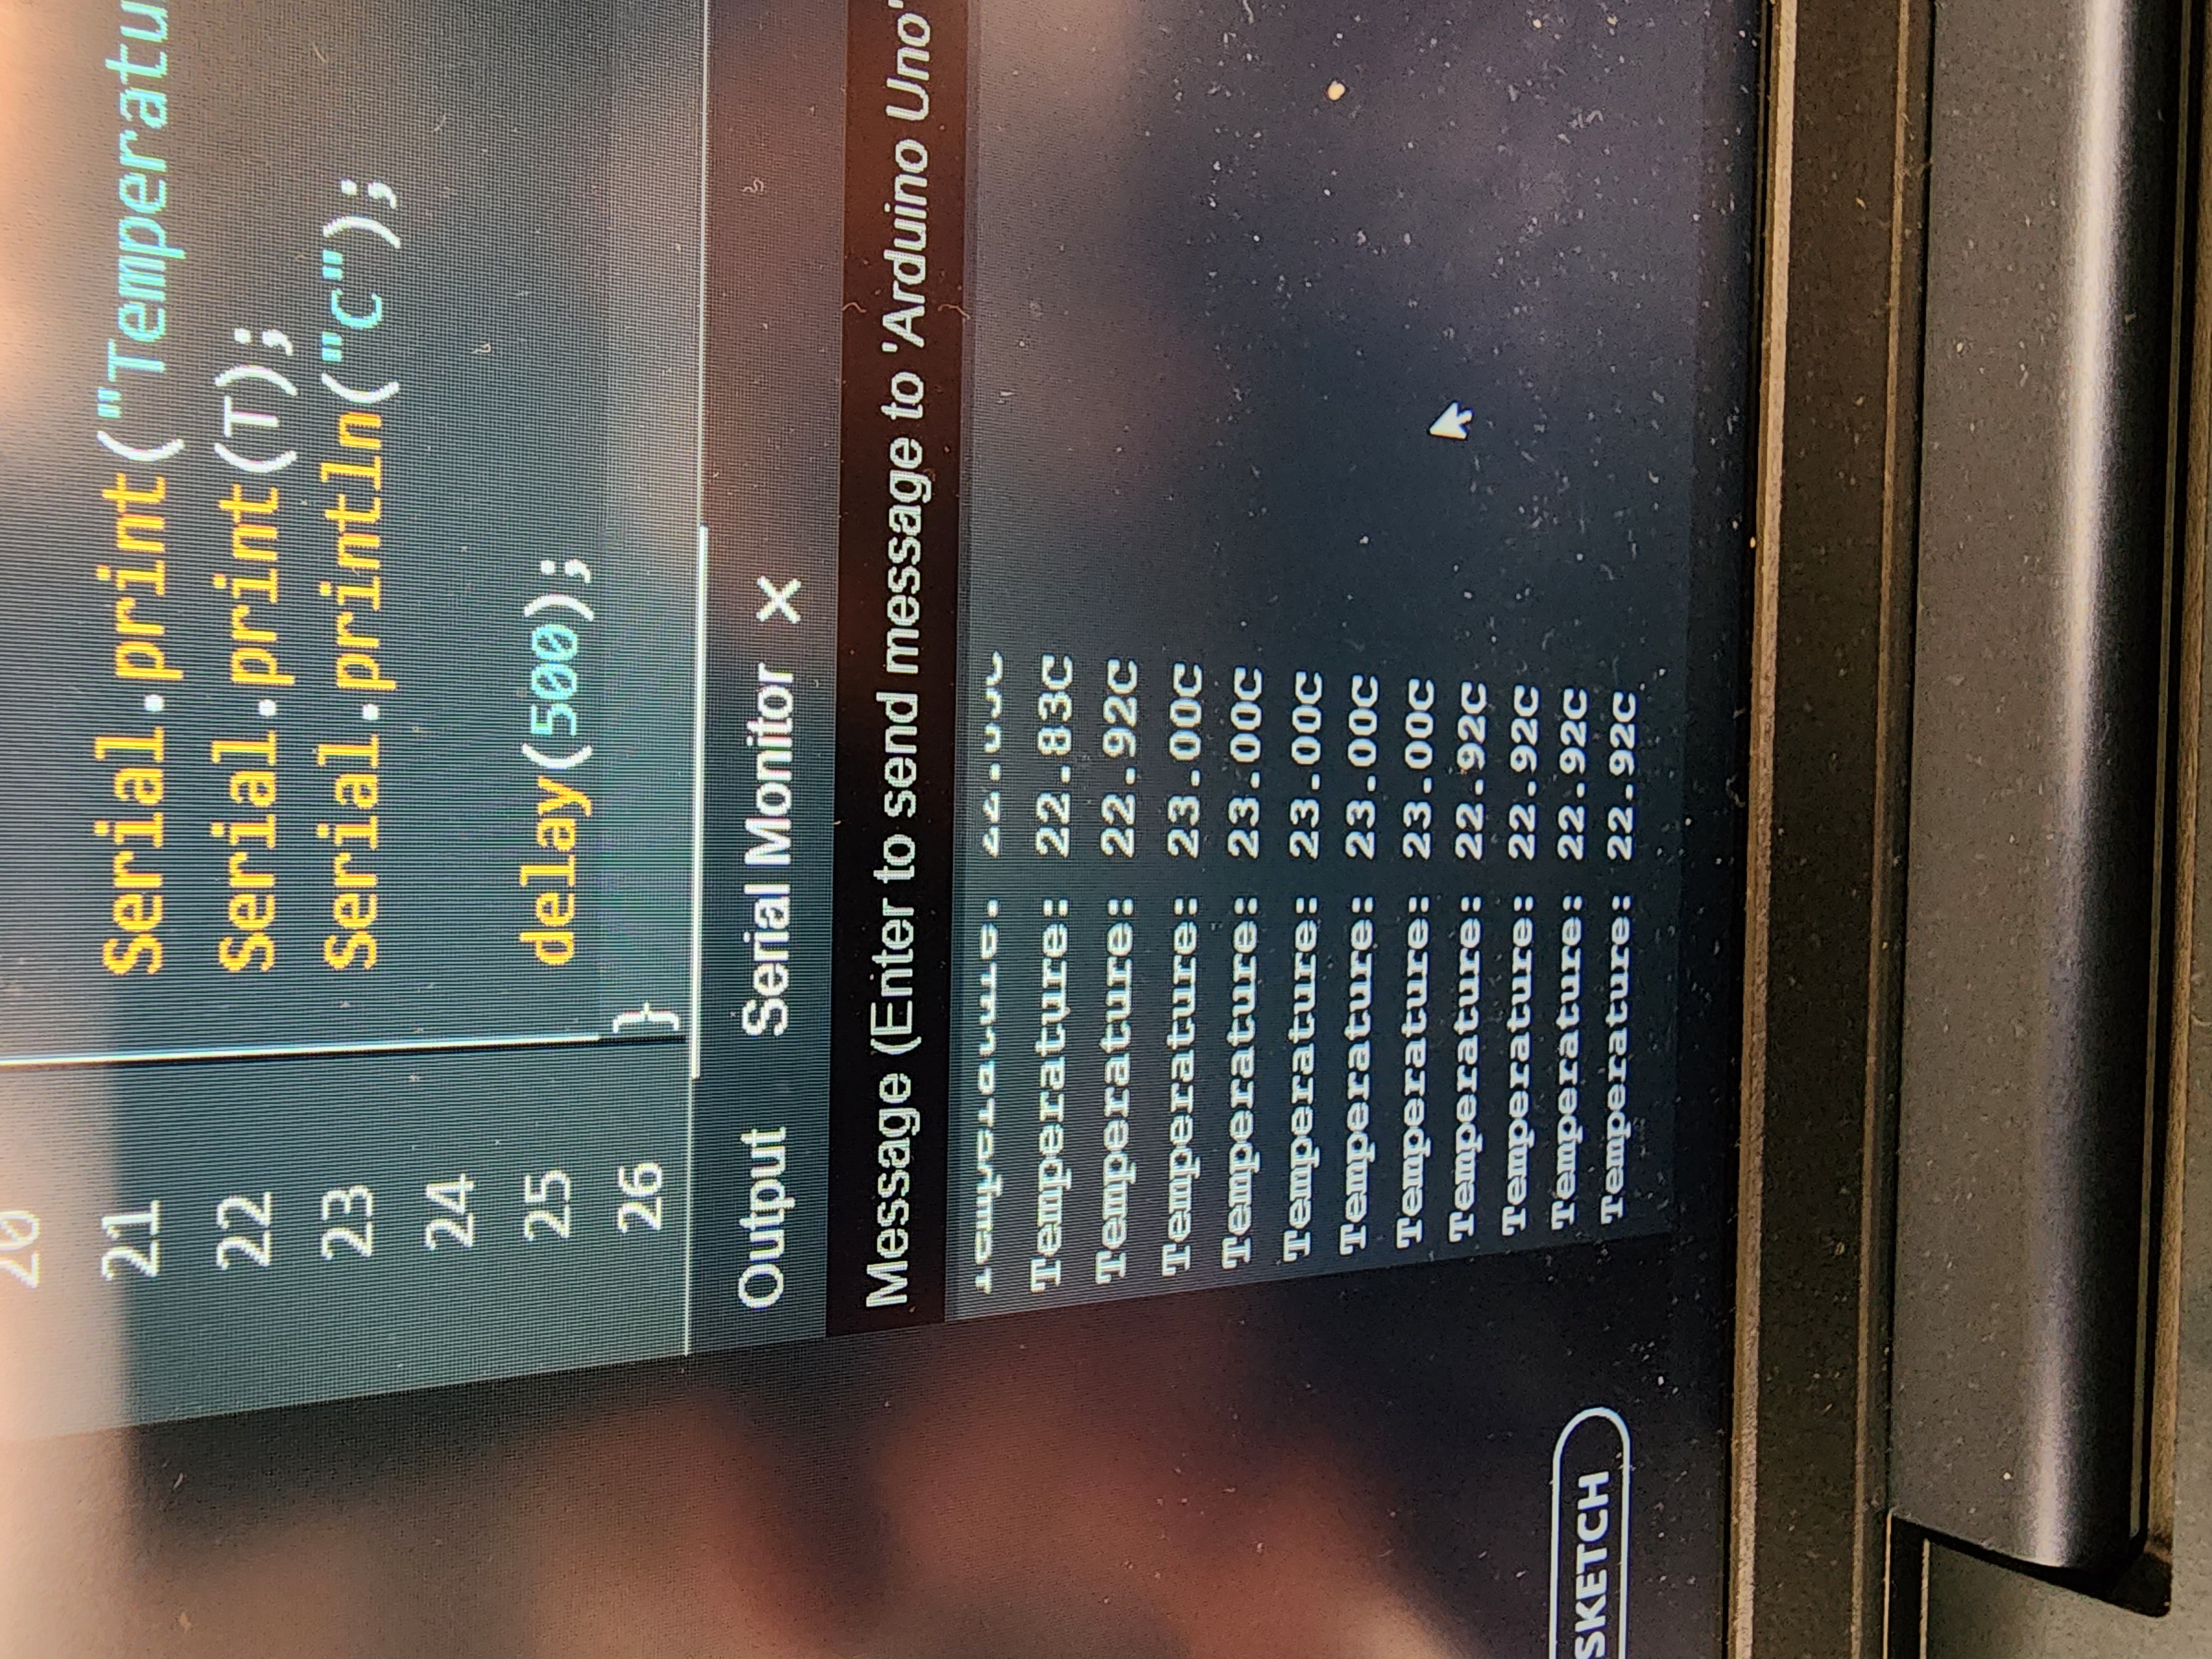 20
21 Serial.print("Temperatu
22 Serial.print(T);
23 Serial.println("C");
24
25 delay(500);
26 }
Output Serial Monitor ×
Message (Enter to send message to 'Arduino Uno'
Temperature:
Temperature: 22.83C
Temperature: 22.92C
Temperature: 23.00C
Temperature: 23.00C
Temperature: 23.00C
Temperature: 23.00C
Temperature: 23.00C
Temperature: 22.92C
Temperature: 22.92C
Temperature: 22.92C
Temperature: 22.92C
SKETCH